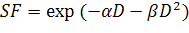 SF = exp (−αD − βD²)